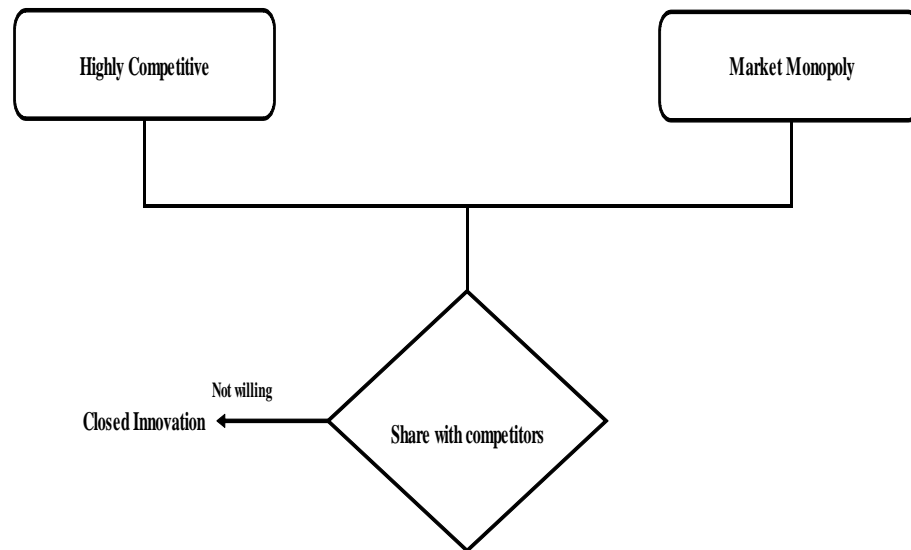 Highly Competitive
Market Monopoly
Not willing
Closed Innovation
Share with competitors